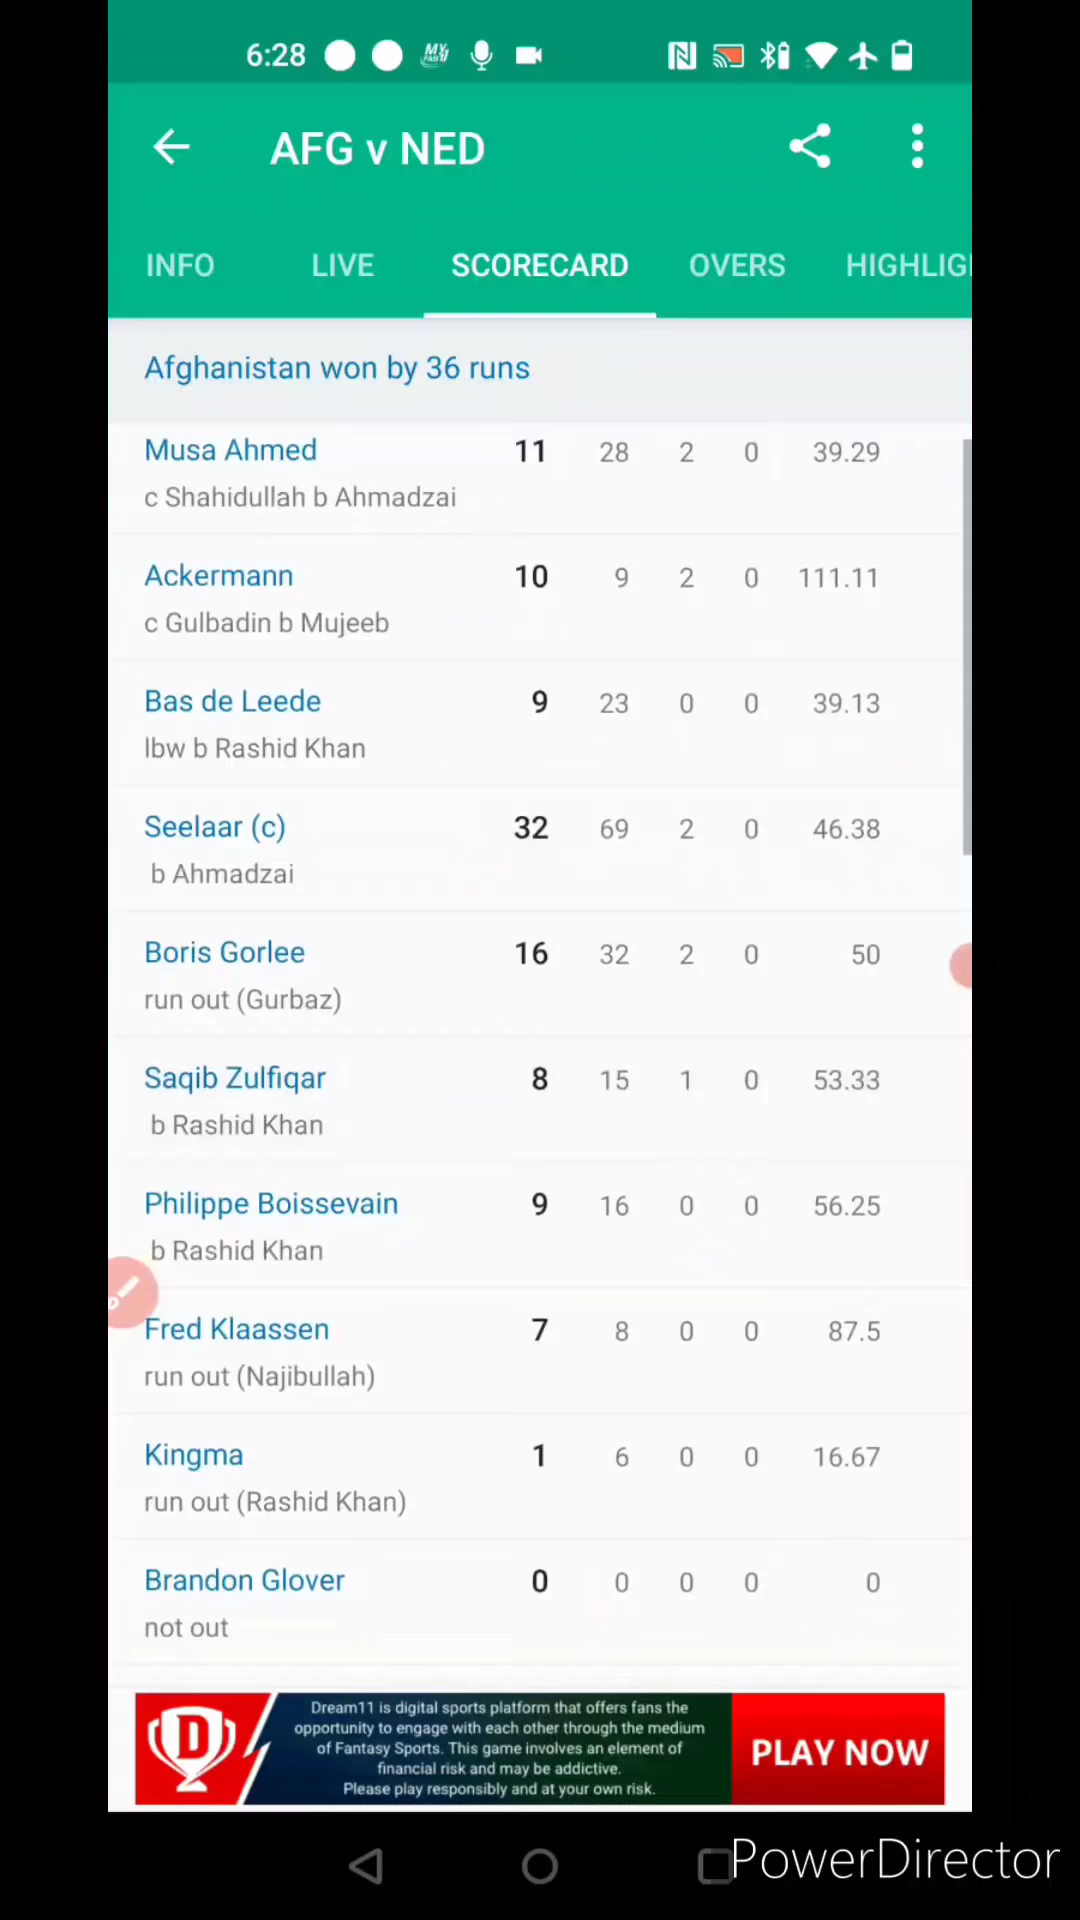 6:28
AFG v NED
INFO LIVE SCORECARD OVERS HIGHLIG
Afghanistan won by 36 runs
Musa Ahmed 11 28 2 0 39.29
c Shahidullah b Ahmadzai
Ackermann 10 9 2 0 111.11
c Gulbadin b Mujeeb
Bas de Leede 9 23 0 0 39.13
lbw b Rashid Khan
Seelaar (c) 32 69 2 0 46.38
b Ahmadzai
Boris Gorlee 16 32 2 0 50
run out (Gurbaz)
Saqib Zulfiqar 8 15 1 0 53.33
b Rashid Khan
Philippe Boissevain 9 16 0 0 56.25
b Rashid Khan
Fred Klaassen 7 8 0 0 87.5
run out (Najibullah)
Kingma 1 6 0 0 16.67
run out (Rashid Khan)
Brandon Glover 0 0 0 0 0
not out
D
Dream11 is digital sports platform that offers fans the
opportunity to engage with each other through the medium
of Fantasy Sports. This game involves an element of
financial risk and may be addictive.
Please play responsibly and at your own risk.
PLAY NOW
PowerDirector